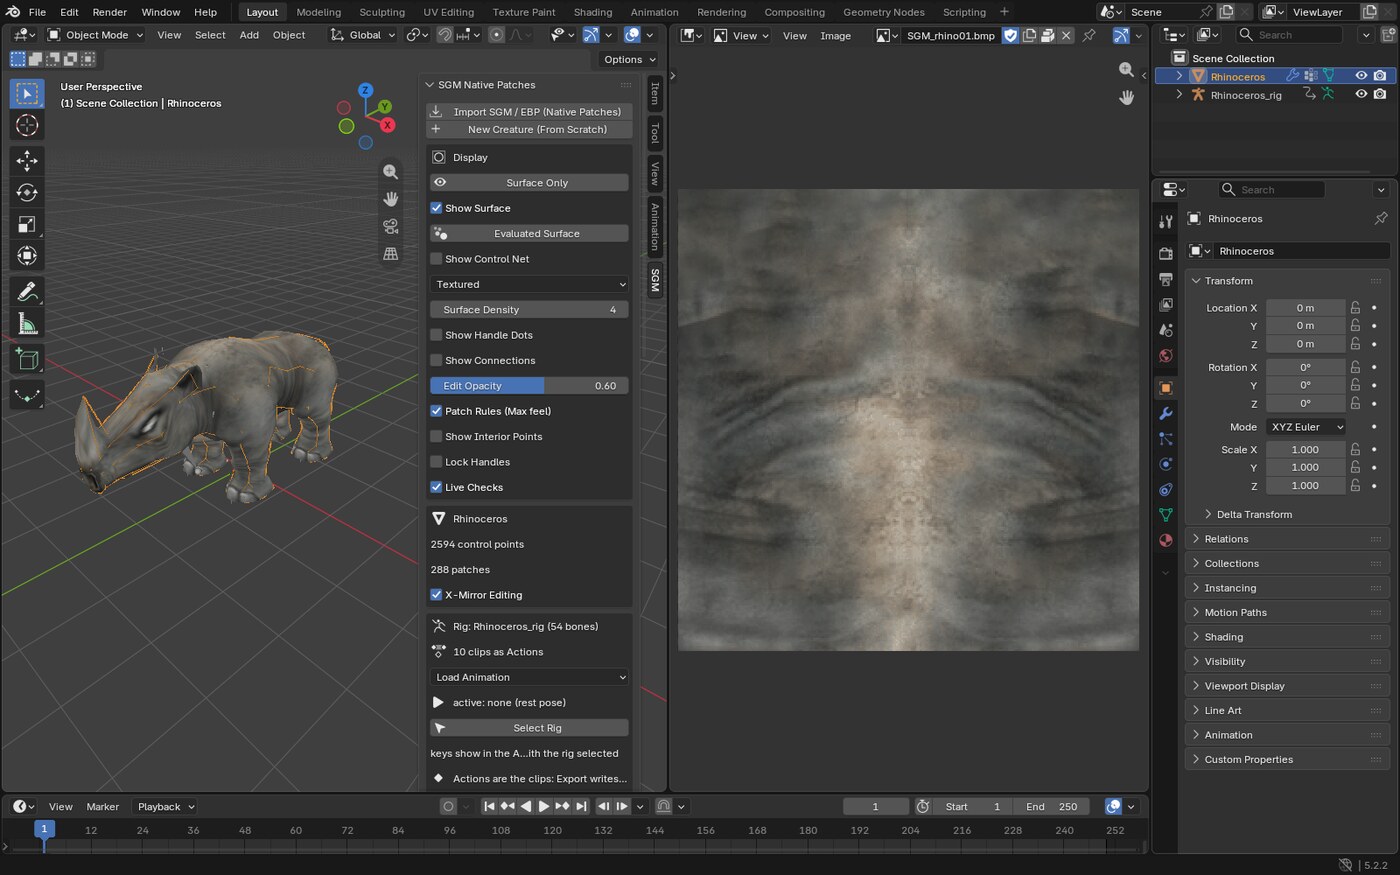 File Edit Render Window Help Layout Modeling Sculpting UV Editing Texture Paint Shading Animation Rendering Compositing Geometry Nodes Scripting + Scene ViewLayer
Object Mode View Select Add Object Global View View Image SGM_rhino01.bmp Search
Options
User Perspective
(1) Scene Collection | Rhinoceros
Z
Y
X
SGM Native Patches
Import SGM / EBP (Native Patches)
New Creature (From Scratch)
Display
Surface Only
Show Surface
Evaluated Surface
Show Control Net
Textured
Surface Density 4
Show Handle Dots
Show Connections
Edit Opacity 0.60
Patch Rules (Max feel)
Show Interior Points
Lock Handles
Live Checks
Rhinoceros
2594 control points
288 patches
X-Mirror Editing
Rig: Rhinoceros_rig (54 bones)
10 clips as Actions
Load Animation
active: none (rest pose)
Select Rig
keys show in the A...ith the rig selected
Actions are the clips: Export writes...
Item
Tool
View
Animation
SGM
Scene Collection
Rhinoceros
Rhinoceros_rig
Search
Rhinoceros
Rhinoceros
Transform
Location X 0 m
Y 0 m
Z 0 m
Rotation X 0°
Y 0°
Z 0°
Mode XYZ Euler
Scale X 1.000
Y 1.000
Z 1.000
Delta Transform
Relations
Collections
Instancing
Motion Paths
Shading
Visibility
Viewport Display
Line Art
Animation
Custom Properties
View Marker Playback 1 Start 1 End 250
1 12 24 36 48 60 72 84 96 108 120 132 144 156 168 180 192 204 216 228 240 252
5.2.2